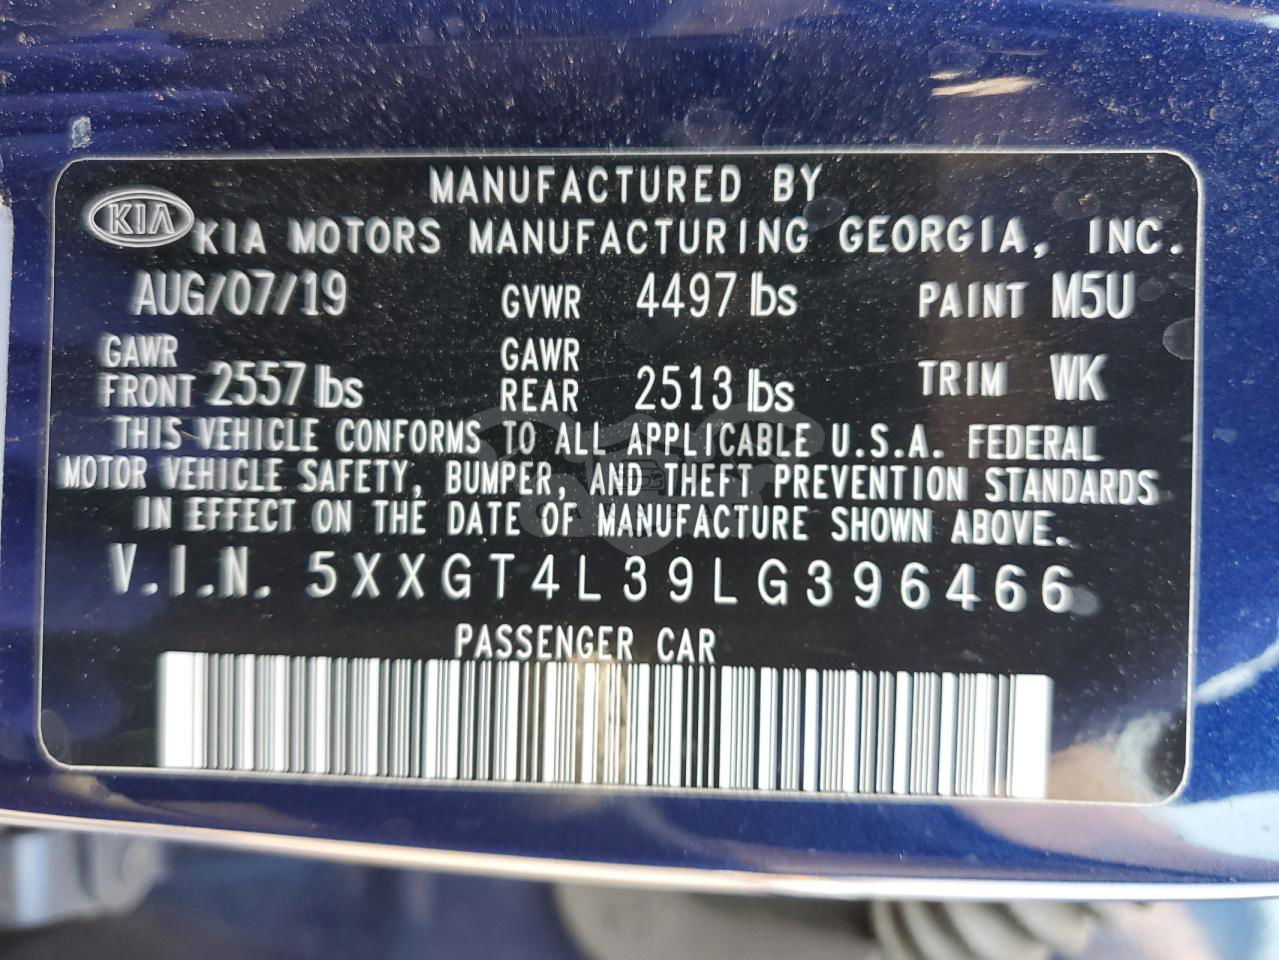 MANUFACTURED BY
KIA KIA MOTORS MANUFACTURING GEORGIA, INC.
AUG/07/19 GVWR 4497 lbs PAINT M5U
GAWR FRONT 2557 lbs GAWR REAR 2513 lbs TRIM WK
THIS VEHICLE CONFORMS TO ALL APPLICABLE U.S.A. FEDERAL
MOTOR VEHICLE SAFETY, BUMPER, AND THEFT PREVENTION STANDARDS
IN EFFECT ON THE DATE OF MANUFACTURE SHOWN ABOVE.
V.I.N. 5XXGT4L39LG396466
PASSENGER CAR